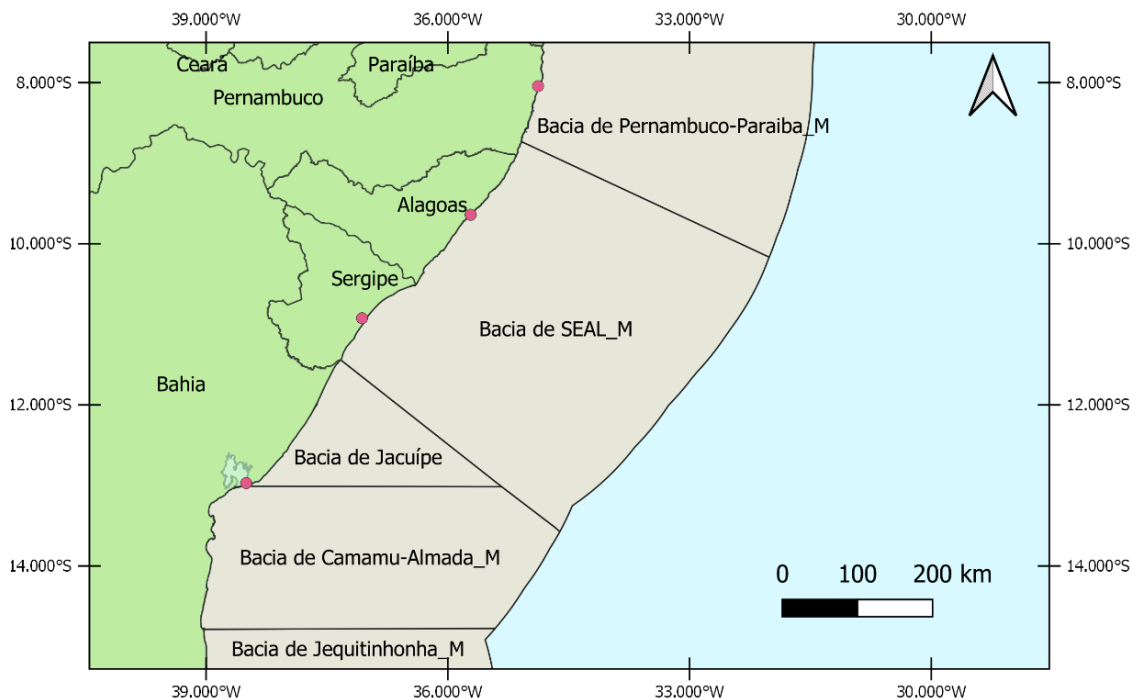 39.000°W 36.000°W 33.000°W 30.000°W
Ceará Paraíba
8.000°S 8.000°S
Pernambuco
Bacia de Pernambuco-Paraiba_M
Alagoas
10.000°S 10.000°S
Sergipe
Bacia de SEAL_M
Bahia
12.000°S 12.000°S
Bacia de Jacuípe
Bacia de Camamu-Almada_M
14.000°S 14.000°S
0 100 200 km
Bacia de Jequitinhonha_M
39.000°W 36.000°W 33.000°W 30.000°W